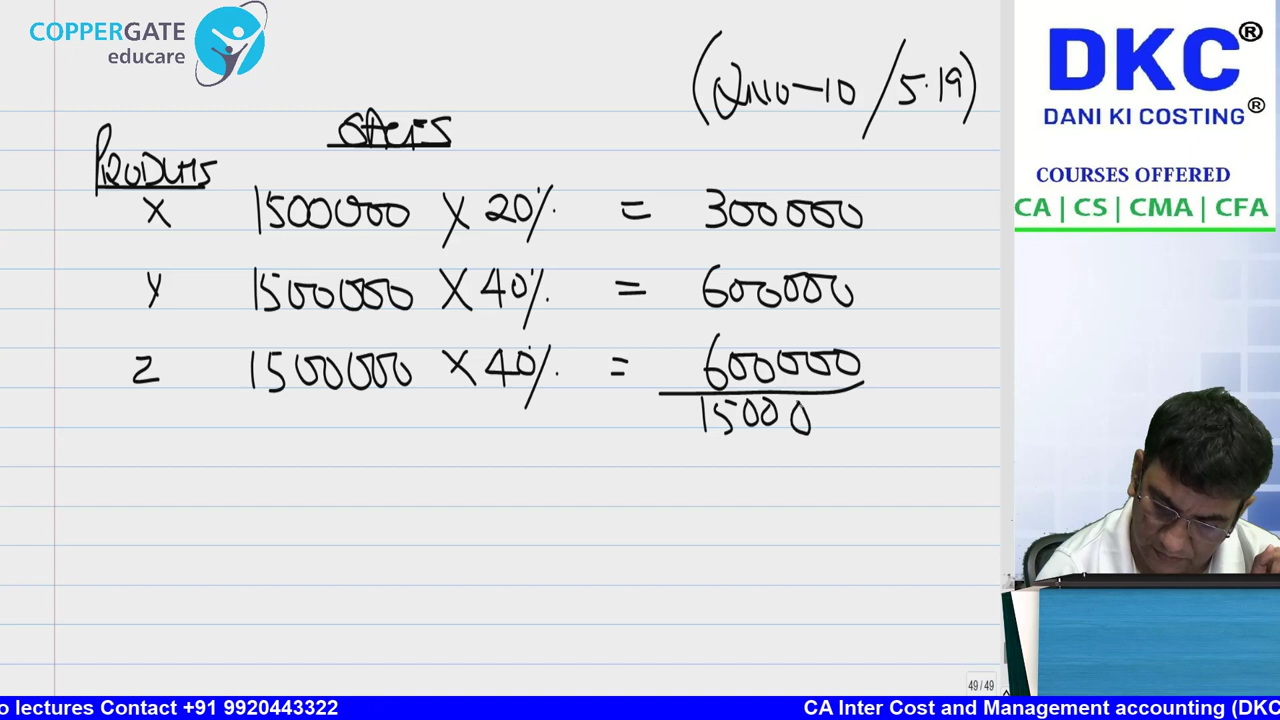 COPPERGATE
educare
(QNO-10 / 5.19)
DKC®
DANI KI COSTING®
COURSES OFFERED
CA | CS | CMA | CFA
PRODUCTS SALES
X 1500000 X 20% = 300000
Y 1500000 X 40% = 600000
Z 1500000 X 40% = 600000
15000
49 / 49
o lectures Contact +91 9920443322 CA Inter Cost and Management accounting (DKC